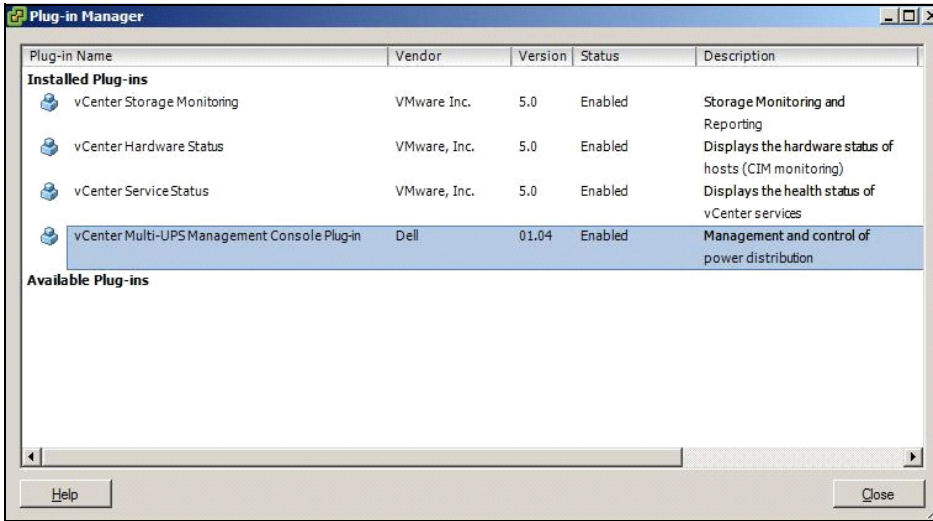 Plug-in Manager
Plug-in Name Vendor Version Status Description
Installed Plug-ins
vCenter Storage Monitoring VMware Inc. 5.0 Enabled Storage Monitoring and
Reporting
vCenter Hardware Status VMware, Inc. 5.0 Enabled Displays the hardware status of
hosts (CIM monitoring)
vCenter Service Status VMware, Inc. 5.0 Enabled Displays the health status of
vCenter services
vCenter Multi-UPS Management Console Plug-in Dell 01.04 Enabled Management and control of
power distribution
Available Plug-ins
Help Close